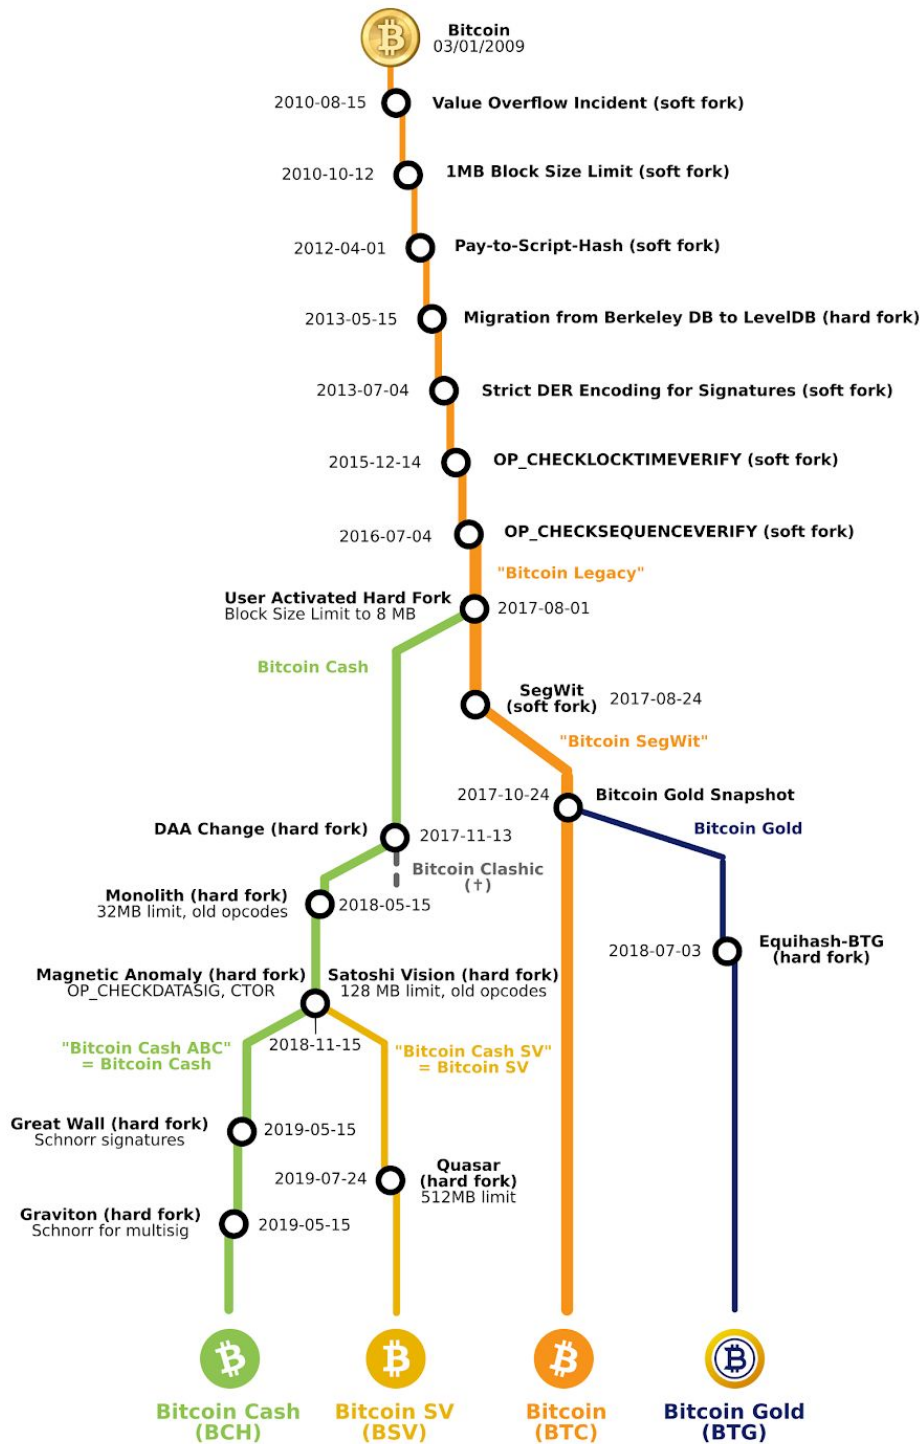 Bitcoin
03/01/2009
2010-08-15
Value Overflow Incident (soft fork)
2010-10-12
1MB Block Size Limit (soft fork)
2012-04-01
Pay-to-Script-Hash (soft fork)
2013-05-15
Migration from Berkeley DB to LevelDB (hard fork)
2013-07-04
Strict DER Encoding for Signatures (soft fork)
2015-12-14
OP_CHECKLOCKTIMEVERIFY (soft fork)
2016-07-04
OP_CHECKSEQUENCEVERIFY (soft fork)
"Bitcoin Legacy"
User Activated Hard Fork
Block Size Limit to 8 MB
2017-08-01
Bitcoin Cash
SegWit
(soft fork)
2017-08-24
"Bitcoin SegWit"
2017-10-24
Bitcoin Gold Snapshot
Bitcoin Gold
DAA Change (hard fork)
2017-11-13
Bitcoin Clashic
(†)
Monolith (hard fork)
32MB limit, old opcodes
2018-05-15
2018-07-03
Equihash-BTG
(hard fork)
Magnetic Anomaly (hard fork)
OP_CHECKDATASIG, CTOR
Satoshi Vision (hard fork)
128 MB limit, old opcodes
2018-11-15
"Bitcoin Cash ABC"
= Bitcoin Cash
"Bitcoin Cash SV"
= Bitcoin SV
Great Wall (hard fork)
Schnorr signatures
2019-05-15
2019-07-24
Quasar
(hard fork)
512MB limit
Graviton (hard fork)
Schnorr for multisig
2019-05-15
Bitcoin Cash
(BCH)
Bitcoin SV
(BSV)
Bitcoin
(BTC)
Bitcoin Gold
(BTG)